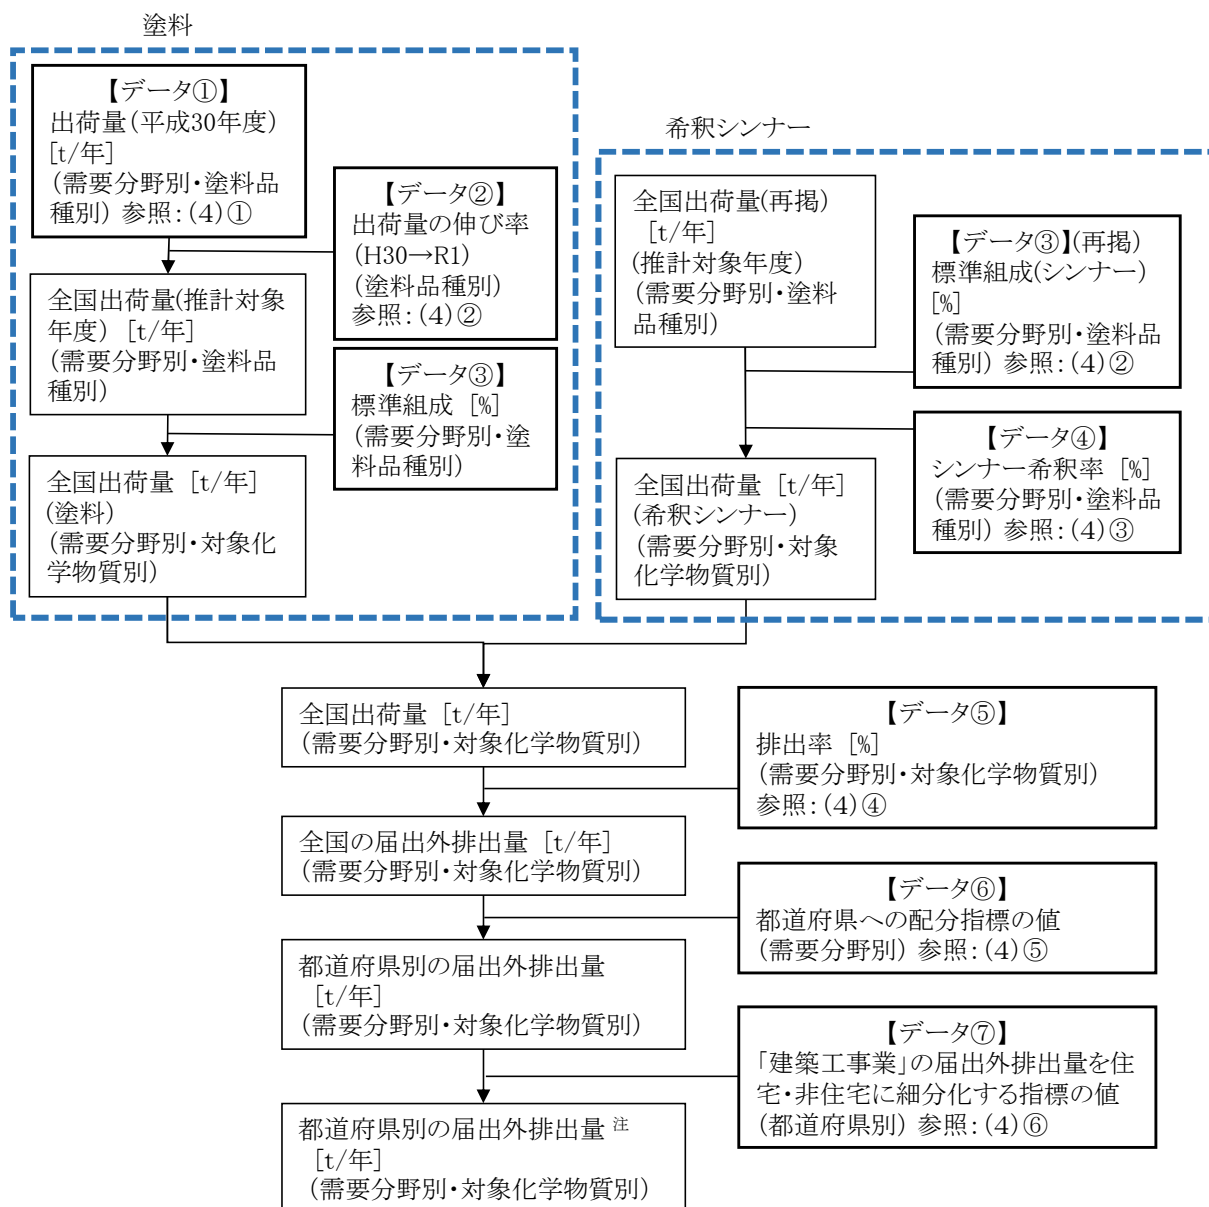 塗料
【データ①】
出荷量(平成30年度)
[t/年]
(需要分野別・塗料品
種別) 参照:(4)①
【データ②】
出荷量の伸び率
(H30→R1)
(塗料品種別)
参照:(4)②
全国出荷量(推計対象
年度) [t/年]
(需要分野別・塗料品
種別)
【データ③】
標準組成 [%]
(需要分野別・塗
料品種別)
全国出荷量 [t/年]
(塗料)
(需要分野別・対象化
学物質別)
希釈シンナー
全国出荷量(再掲)
[t/年]
(推計対象年度)
(需要分野別・塗料
品種別)
【データ③】(再掲)
標準組成(シンナー)
[%]
(需要分野別・塗料品
種別) 参照:(4)②
【データ④】
シンナー希釈率 [%]
(需要分野別・塗料品
種別) 参照:(4)③
全国出荷量 [t/年]
(希釈シンナー)
(需要分野別・対象
化学物質別)
全国出荷量 [t/年]
(需要分野別・対象化学物質別)
【データ⑤】
排出率 [%]
(需要分野別・対象化学物質別)
参照:(4)④
全国の届出外排出量 [t/年]
(需要分野別・対象化学物質別)
【データ⑥】
都道府県への配分指標の値
(需要分野別) 参照:(4)⑤
都道府県別の届出外排出量
[t/年]
(需要分野別・対象化学物質別)
【データ⑦】
「建築工事業」の届出外排出量を住
宅・非住宅に細分化する指標の値
(都道府県別) 参照:(4)⑥
都道府県別の届出外排出量 注
[t/年]
(需要分野別・対象化学物質別)